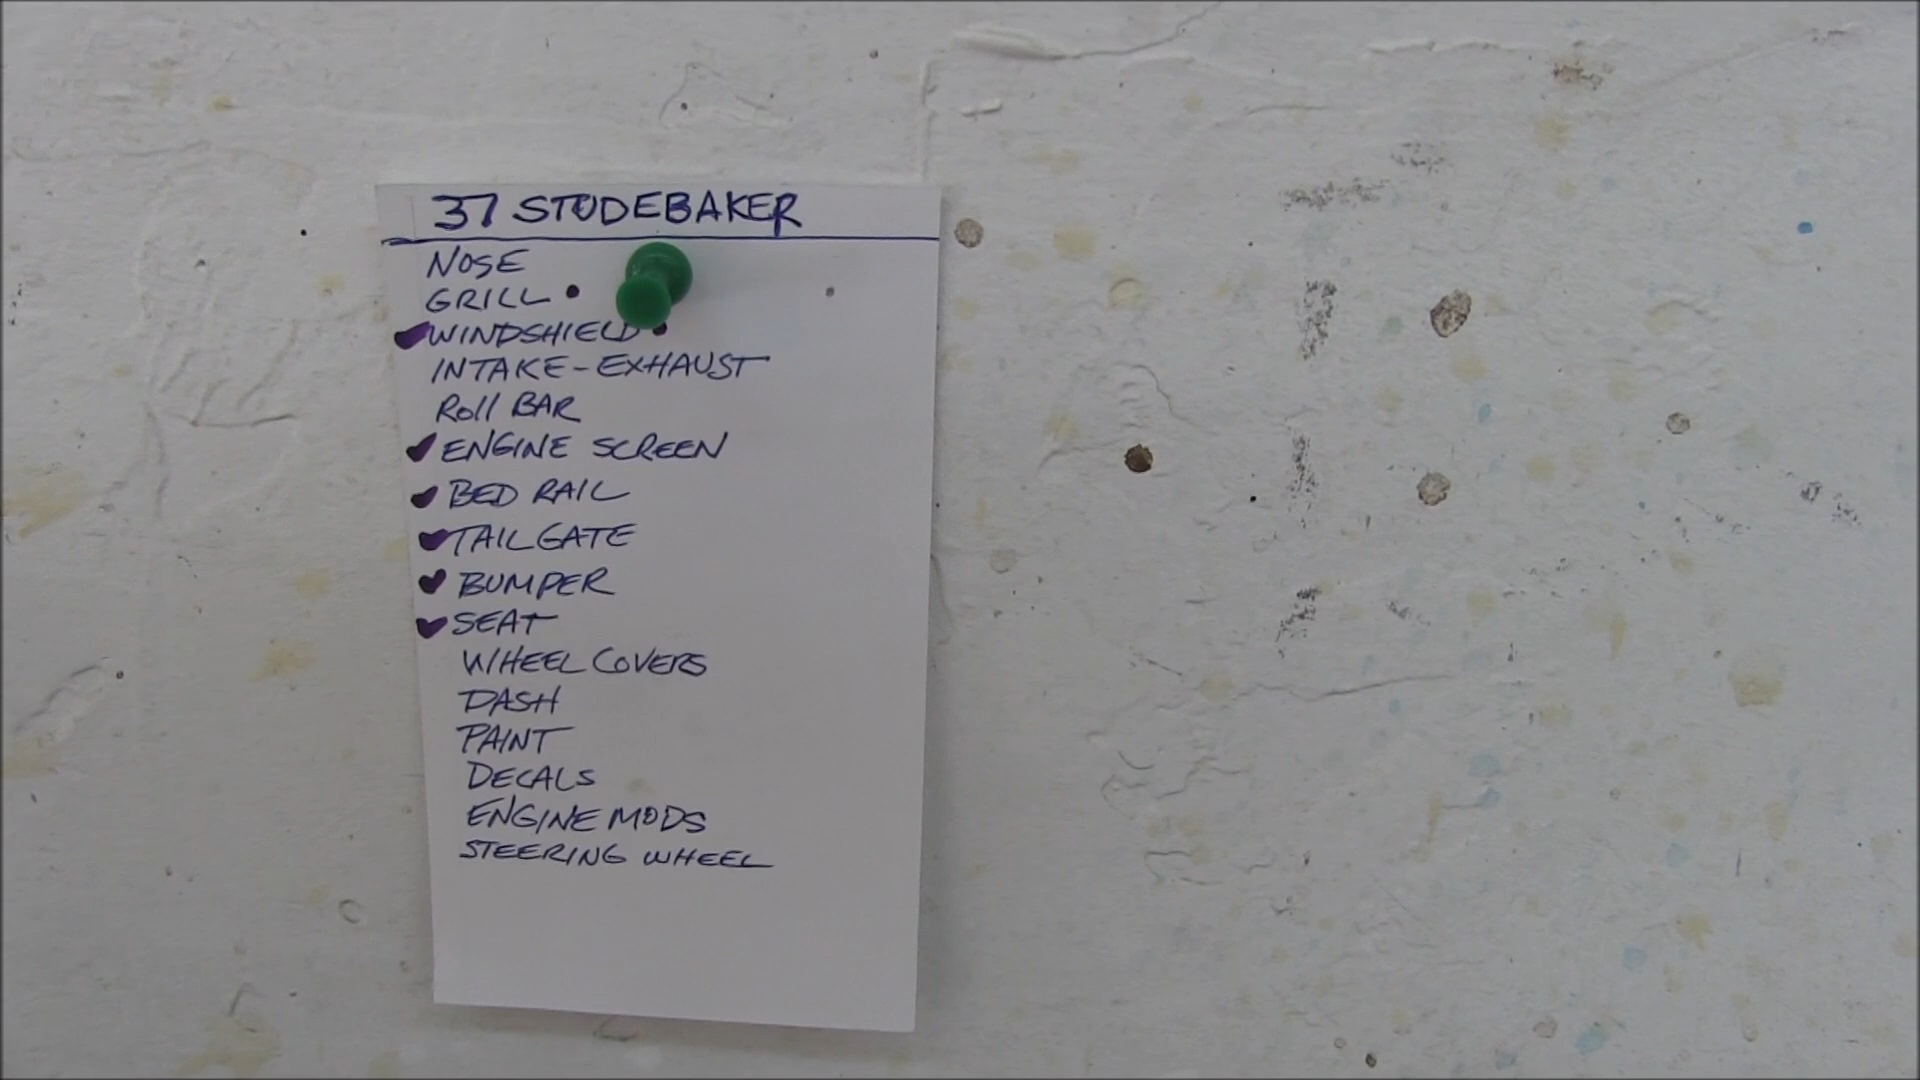 37 STUDEBAKER
NOSE
GRILL •
✓ WINDSHIELD •
INTAKE-EXHAUST
Roll BAR
✓ ENGINE SCREEN
✓ BED RAIL
✓ TAILGATE
✓ BUMPER
✓ SEAT
WHEEL COVERS
DASH
PAINT
DECALS
ENGINE MODS
STEERING WHEEL